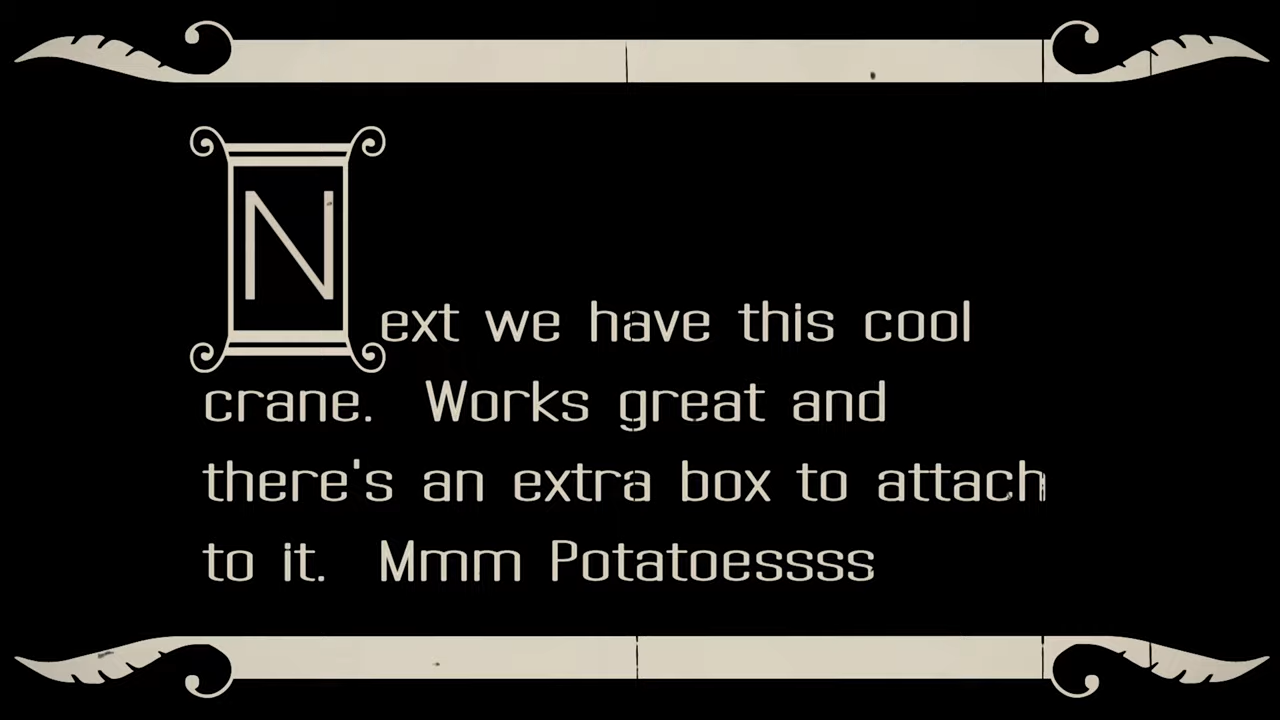 Next we have this cool
crane.  Works great and
there's an extra box to attach
to it.  Mmm Potatoessss